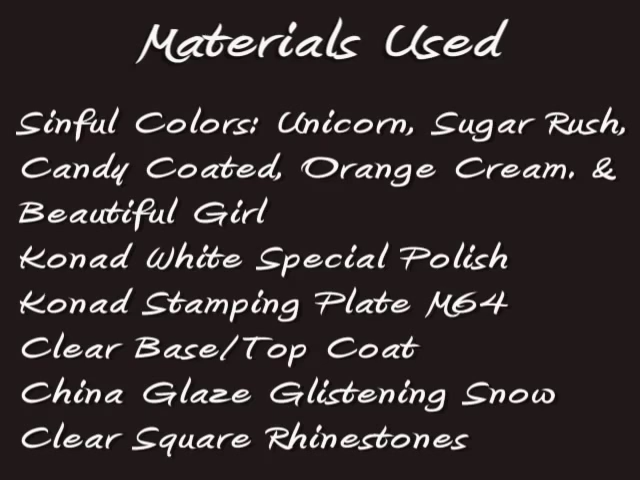 Materials Used
Sinful Colors: Unicorn, Sugar Rush,
Candy Coated, Orange Cream. &
Beautiful Girl
Konad White Special Polish
Konad Stamping Plate M64
Clear Base/Top Coat
China Glaze Glistening Snow
Clear Square Rhinestones